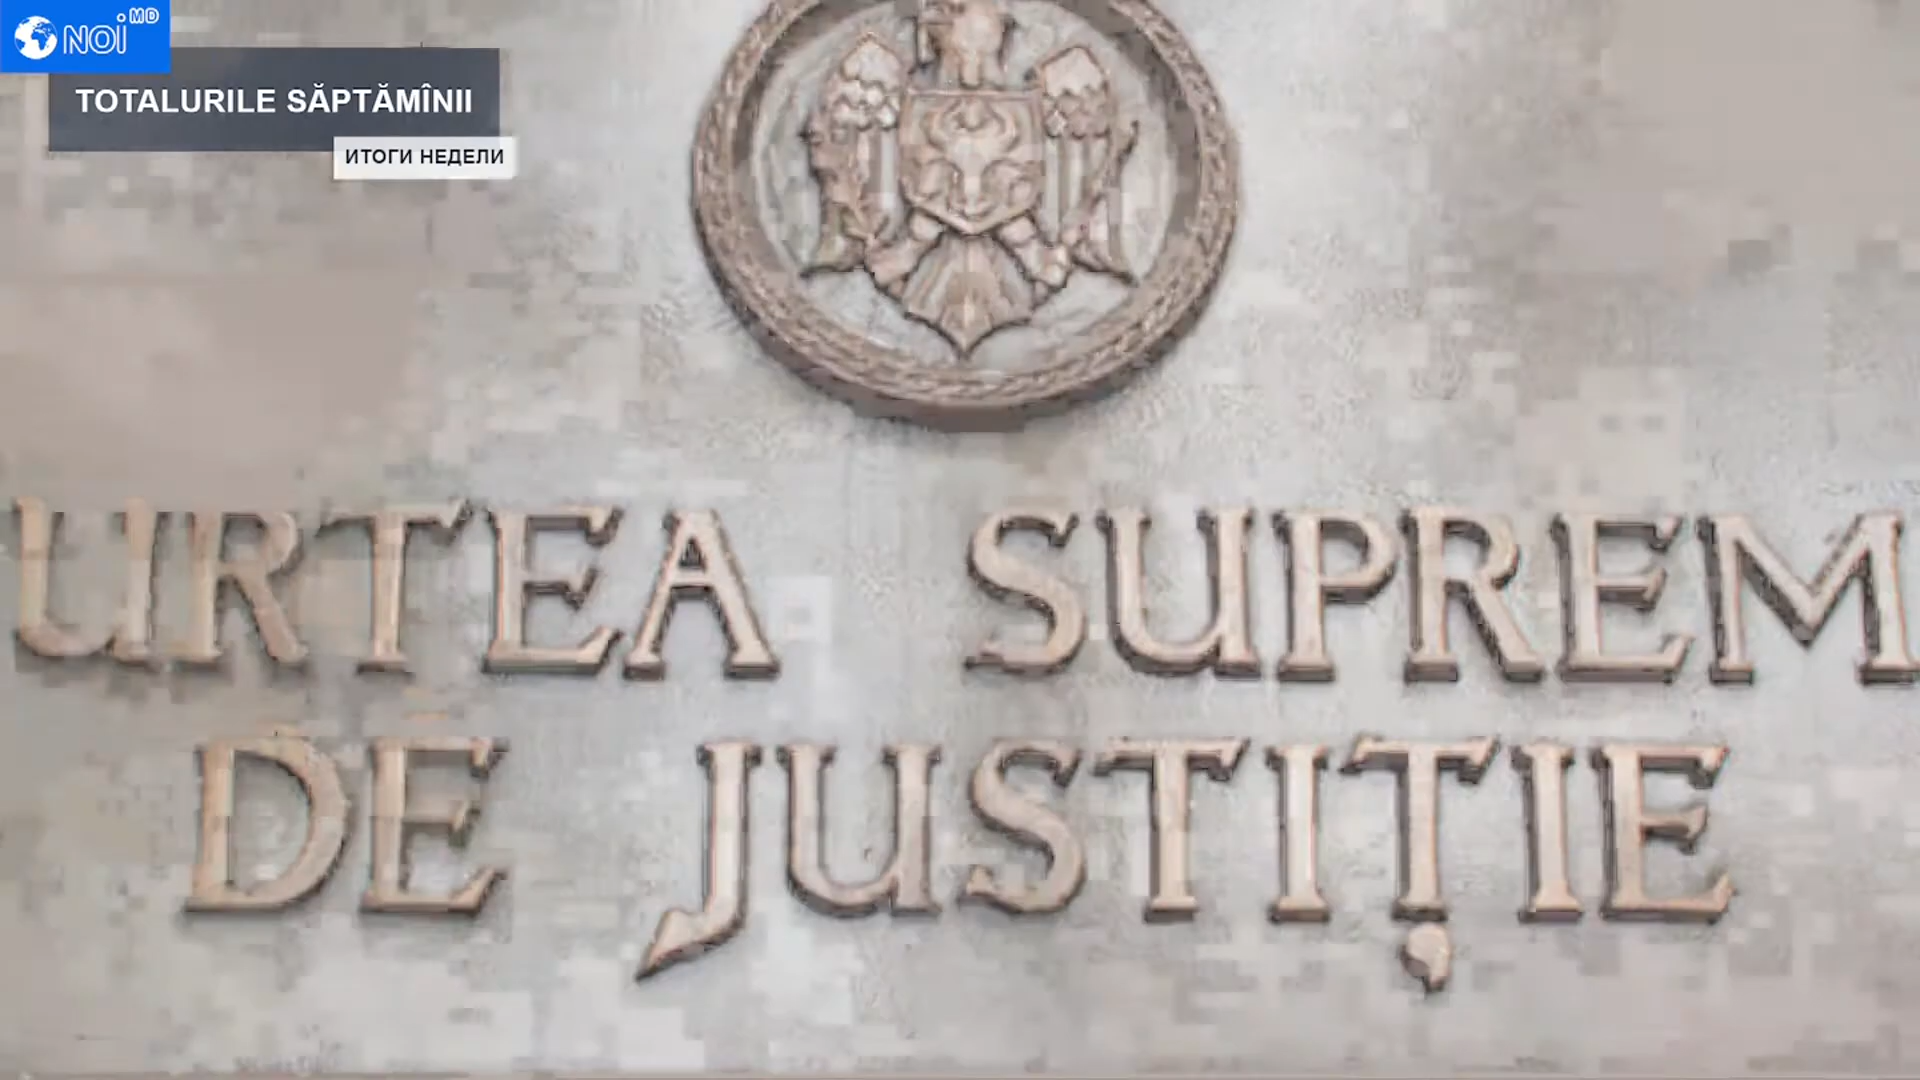 NOI MD
TOTALURILE SĂPTĂMÎNII
ИТОГИ НЕДЕЛИ
URTEA SUPREM
DE JUSTIȚIE